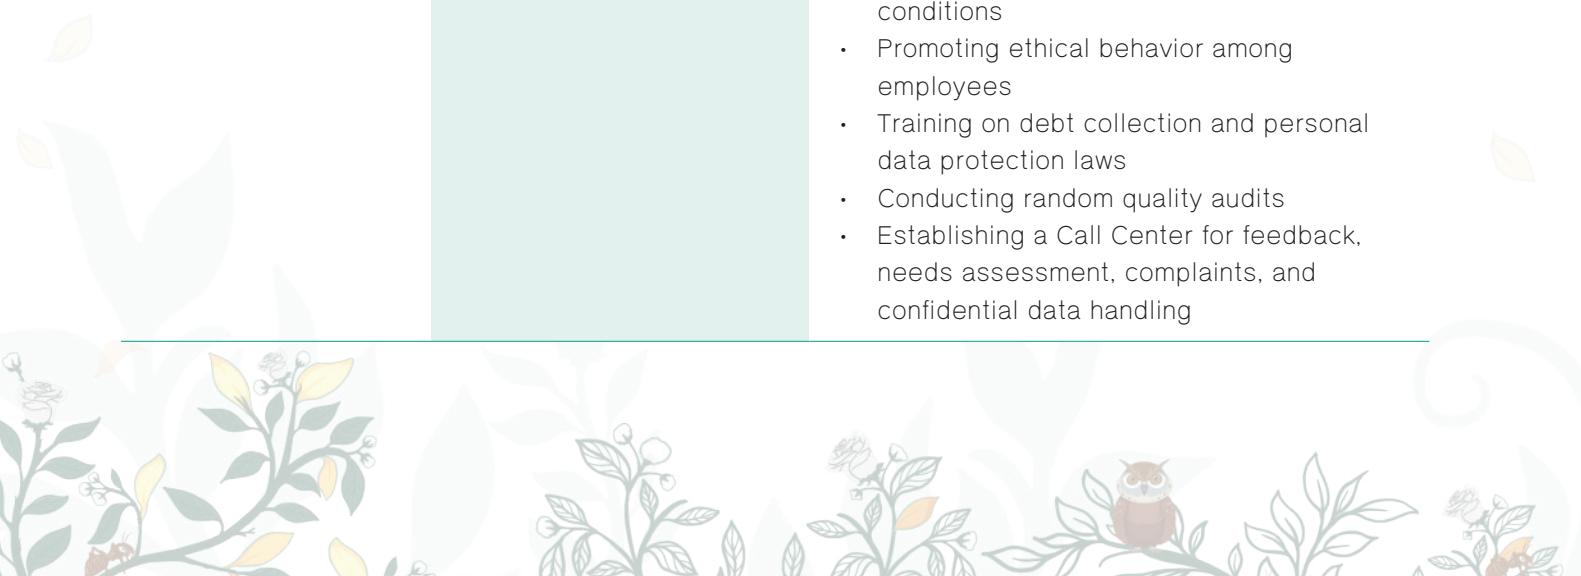 conditions
• Promoting ethical behavior among
employees
• Training on debt collection and personal
data protection laws
• Conducting random quality audits
• Establishing a Call Center for feedback,
needs assessment, complaints, and
confidential data handling